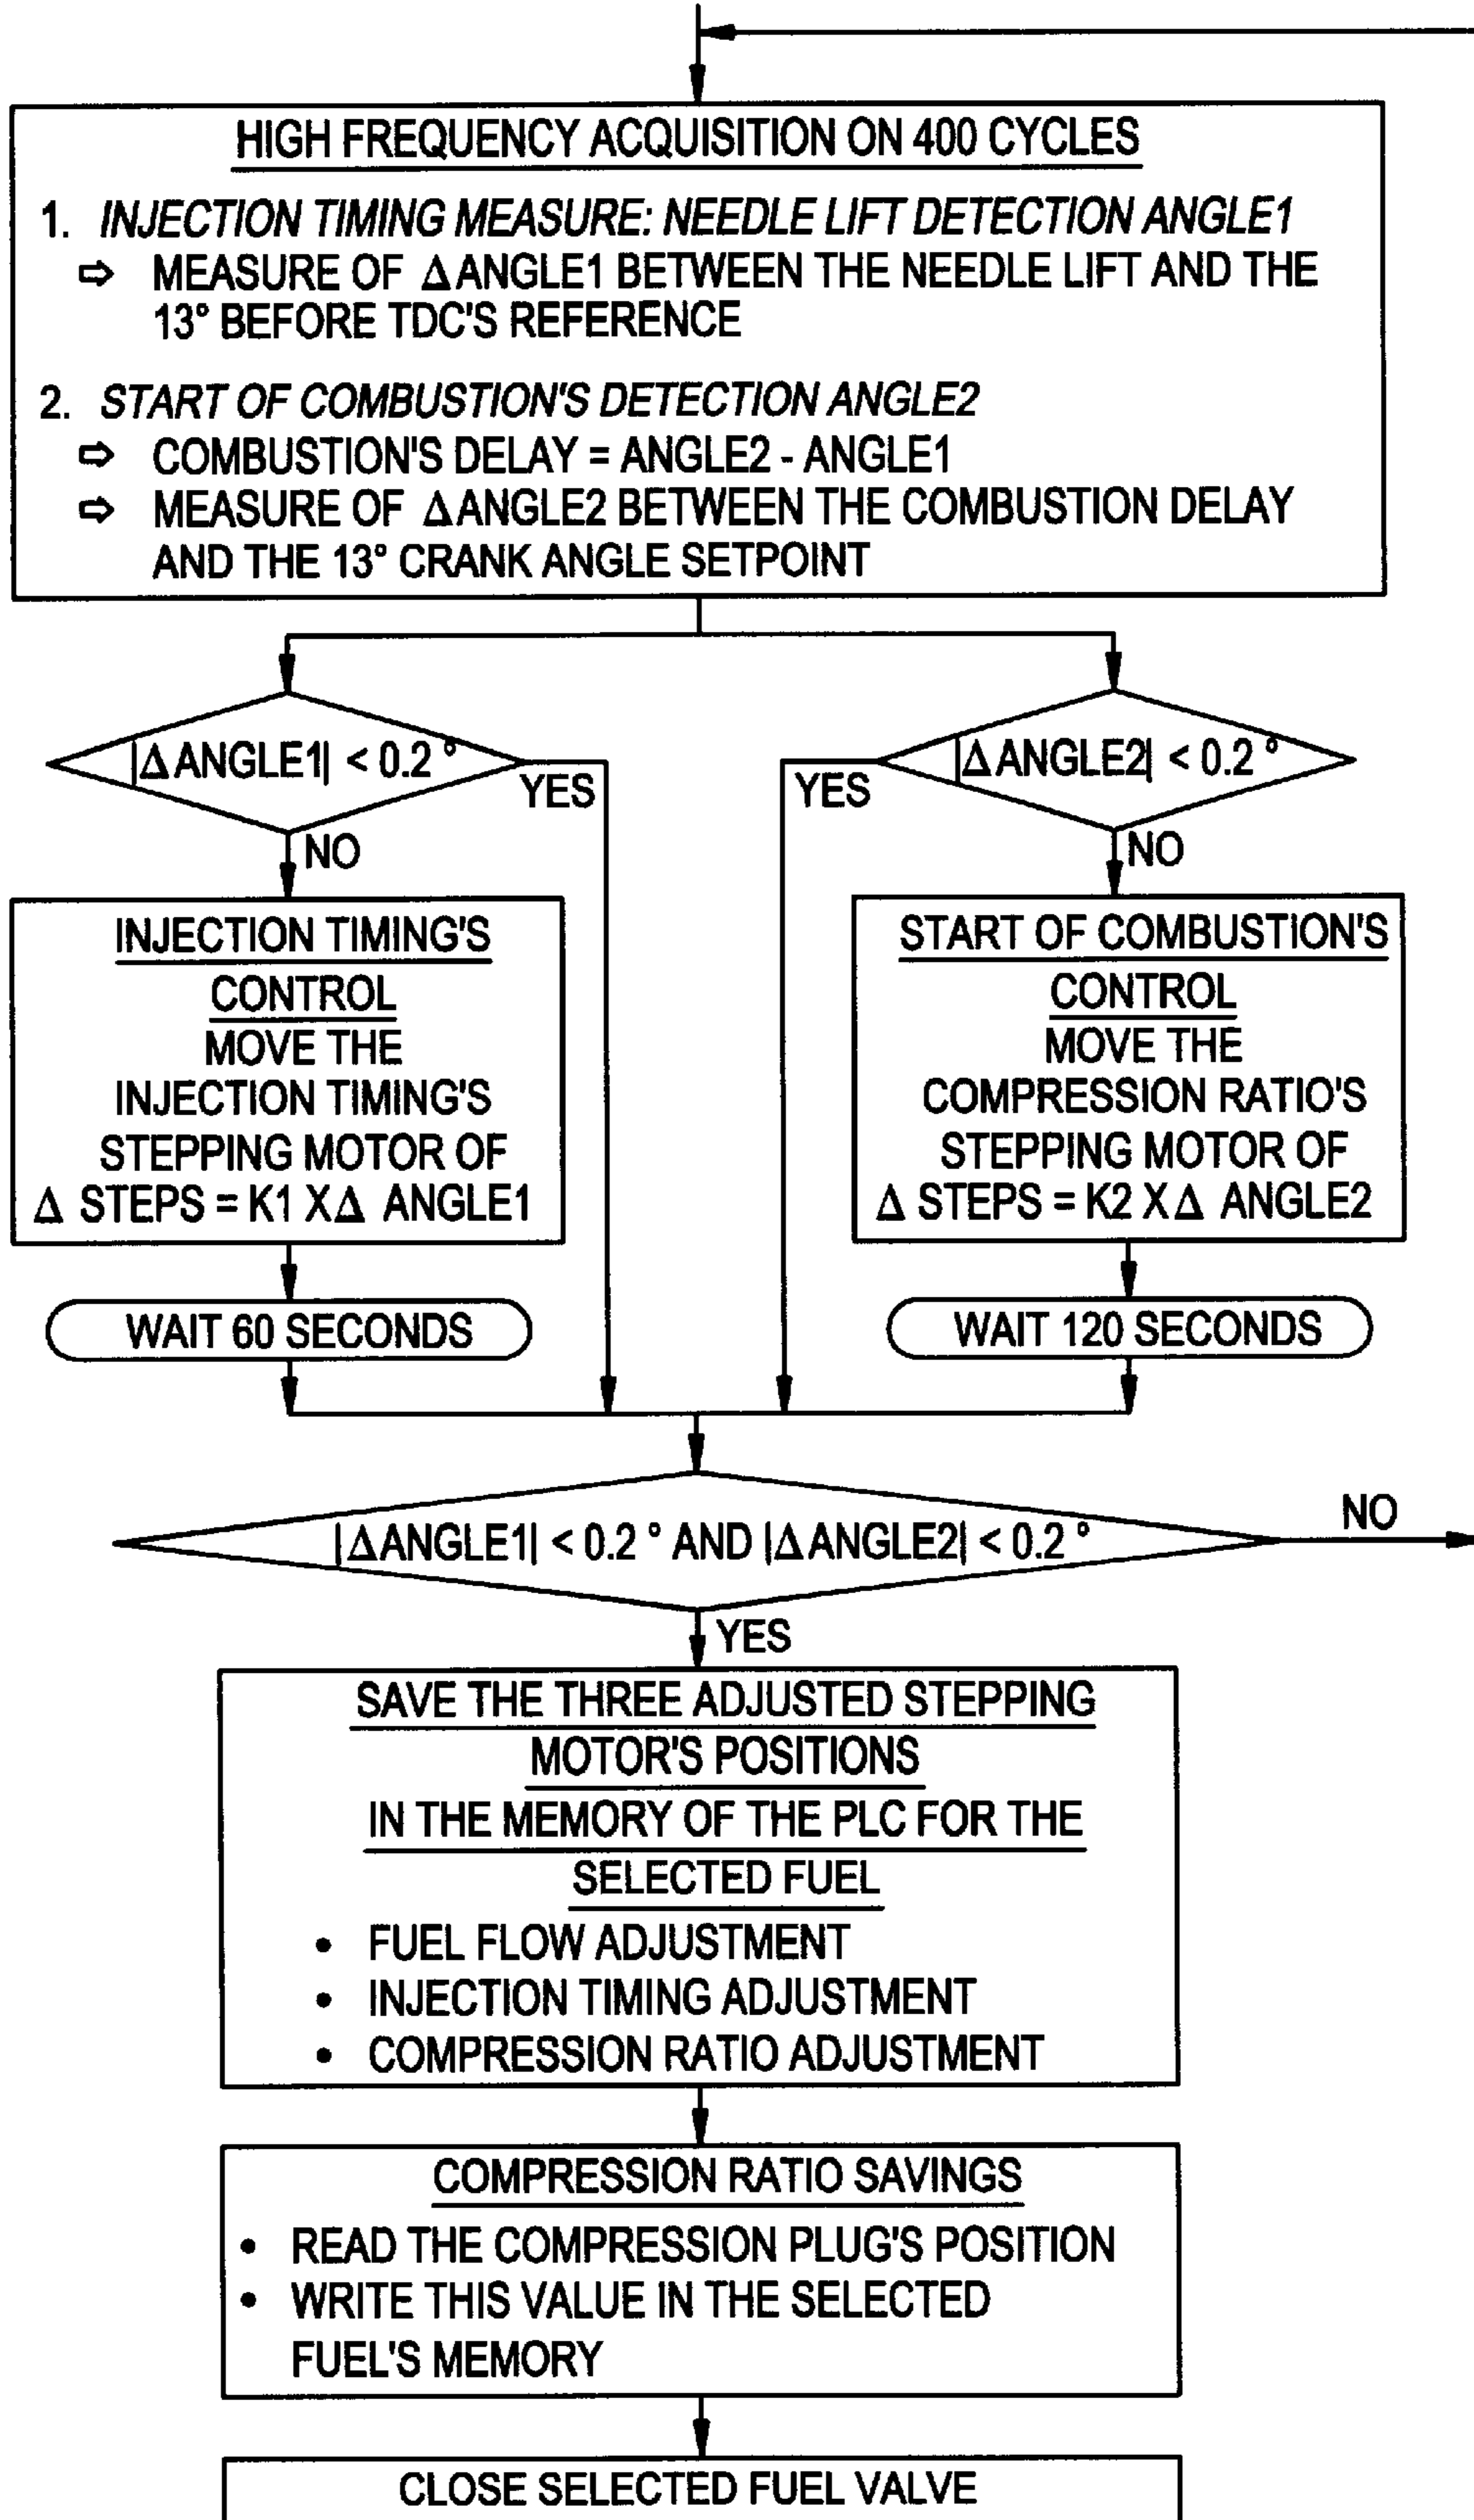 HIGH FREQUENCY ACQUISITION ON 400 CYCLES
1. INJECTION TIMING MEASURE: NEEDLE LIFT DETECTION ANGLE1
⇨ MEASURE OF ΔANGLE1 BETWEEN THE NEEDLE LIFT AND THE
13° BEFORE TDC'S REFERENCE
2. START OF COMBUSTION'S DETECTION ANGLE2
⇨ COMBUSTION'S DELAY = ANGLE2 - ANGLE1
⇨ MEASURE OF ΔANGLE2 BETWEEN THE COMBUSTION DELAY
AND THE 13° CRANK ANGLE SETPOINT
|ΔANGLE1| < 0.2°
YES
NO
INJECTION TIMING'S
CONTROL
MOVE THE
INJECTION TIMING'S
STEPPING MOTOR OF
Δ STEPS = K1 X Δ ANGLE1
WAIT 60 SECONDS
|ΔANGLE2| < 0.2°
YES
NO
START OF COMBUSTION'S
CONTROL
MOVE THE
COMPRESSION RATIO'S
STEPPING MOTOR OF
Δ STEPS = K2 X Δ ANGLE2
WAIT 120 SECONDS
|ΔANGLE1| < 0.2° AND |ΔANGLE2| < 0.2°
NO
YES
SAVE THE THREE ADJUSTED STEPPING
MOTOR'S POSITIONS
IN THE MEMORY OF THE PLC FOR THE
SELECTED FUEL
• FUEL FLOW ADJUSTMENT
• INJECTION TIMING ADJUSTMENT
• COMPRESSION RATIO ADJUSTMENT
COMPRESSION RATIO SAVINGS
• READ THE COMPRESSION PLUG'S POSITION
• WRITE THIS VALUE IN THE SELECTED
FUEL'S MEMORY
CLOSE SELECTED FUEL VALVE